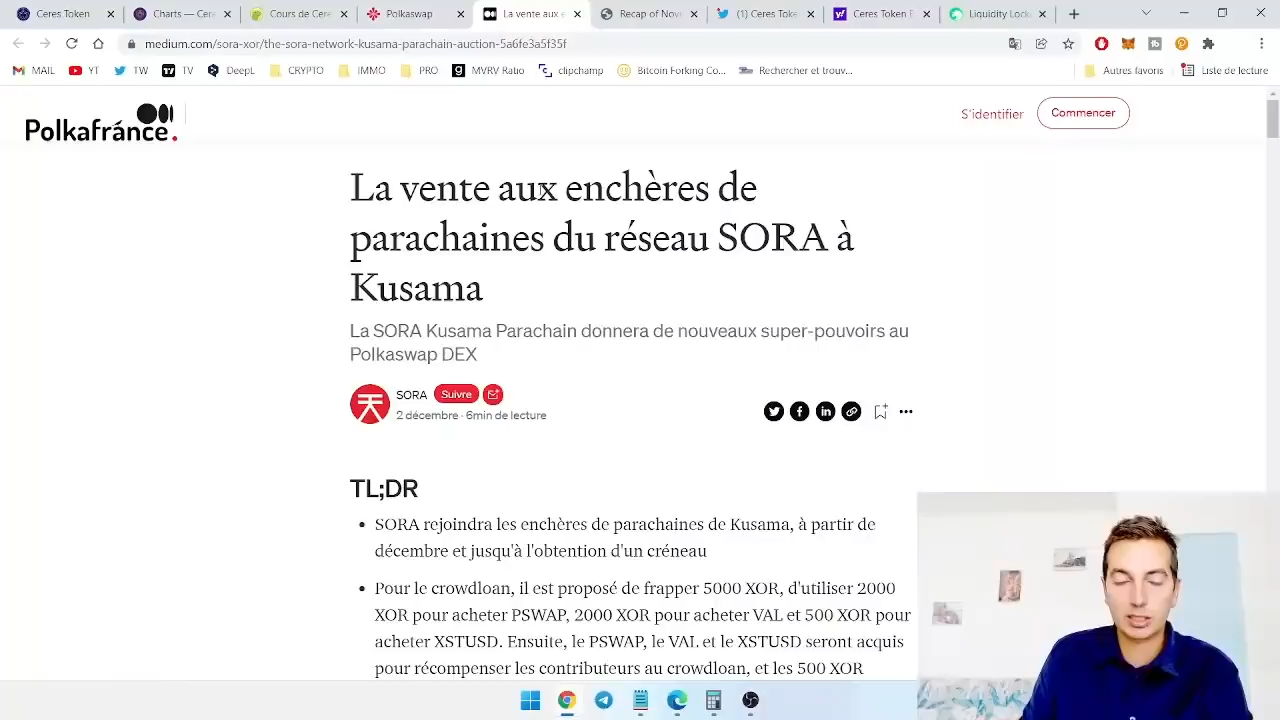 Ceres Token
Charts — Cer
Cours de Ceres
Polkaswap
La vente aux e
Recap of Nov
(1) Ceres Tok
Ceres Token
Liquidity Lock
medium.com/sora-xor/the-sora-network-kusama-parachain-auction-5a6fe3a5f35f
MAIL
YT
TW
TV
DeepL
CRYPTO
IMMO
PRO
MYRV Radio
clipchamp
Bitcoin Forking Co...
Rechercher et trouv...
Autres favoris
Liste de lecture
Polkafránce.
S'identifier
Commencer
La vente aux enchères de
parachaines du réseau SORA à
Kusama
La SORA Kusama Parachain donnera de nouveaux super-pouvoirs au
Polkaswap DEX
SORA
Suivre
2 décembre · 6min de lecture
TL;DR
SORA rejoindra les enchères de parachaines de Kusama, à partir de
décembre et jusqu'à l'obtention d'un créneau
Pour le crowdloan, il est proposé de frapper 5000 XOR, d'utiliser 2000
XOR pour acheter PSWAP, 2000 XOR pour acheter VAL et 500 XOR pour
acheter XSTUSD. Ensuite, le PSWAP, le VAL et le XSTUSD seront acquis
pour récompenser les contributeurs au crowdloan, et les 500 XOR